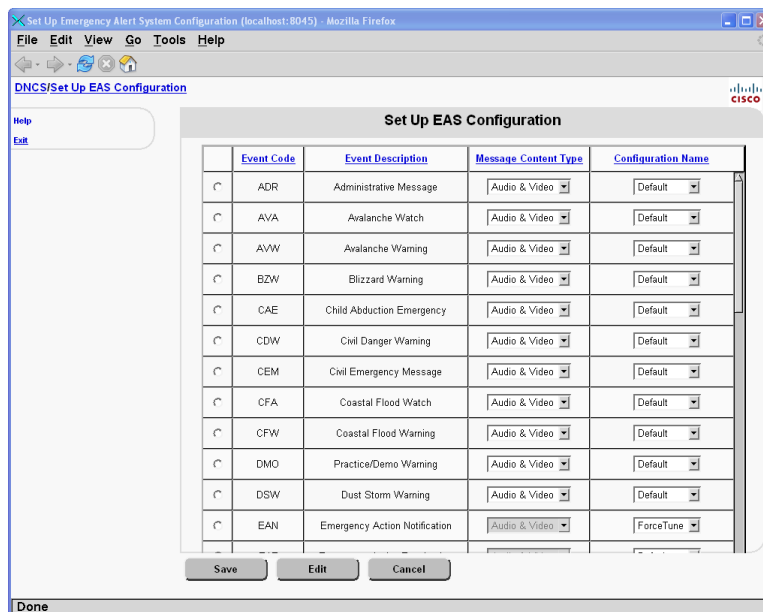 Set Up Emergency Alert System Configuration (localhost:8045) - Mozilla Firefox
File Edit View Go Tools Help
DNCS/Set Up EAS Configuration
CISCO
Help
Exit
Set Up EAS Configuration
Event Code Event Description Message Content Type Configuration Name
ADR Administrative Message Audio & Video Default
AVA Avalanche Watch Audio & Video Default
AVW Avalanche Warning Audio & Video Default
BZW Blizzard Warning Audio & Video Default
CAE Child Abduction Emergency Audio & Video Default
CDW Civil Danger Warning Audio & Video Default
CEM Civil Emergency Message Audio & Video Default
CFA Coastal Flood Watch Audio & Video Default
CFW Coastal Flood Warning Audio & Video Default
DMO Practice/Demo Warning Audio & Video Default
DSW Dust Storm Warning Audio & Video Default
EAN Emergency Action Notification Audio & Video ForceTune
Save Edit Cancel
Done